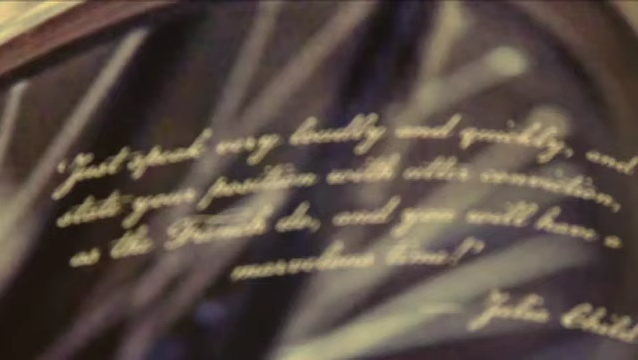 'Just speak very loudly and quickly, and
state your position with utter conviction,
as the French do, and you will have a
marvelous time!'
— Julia Child